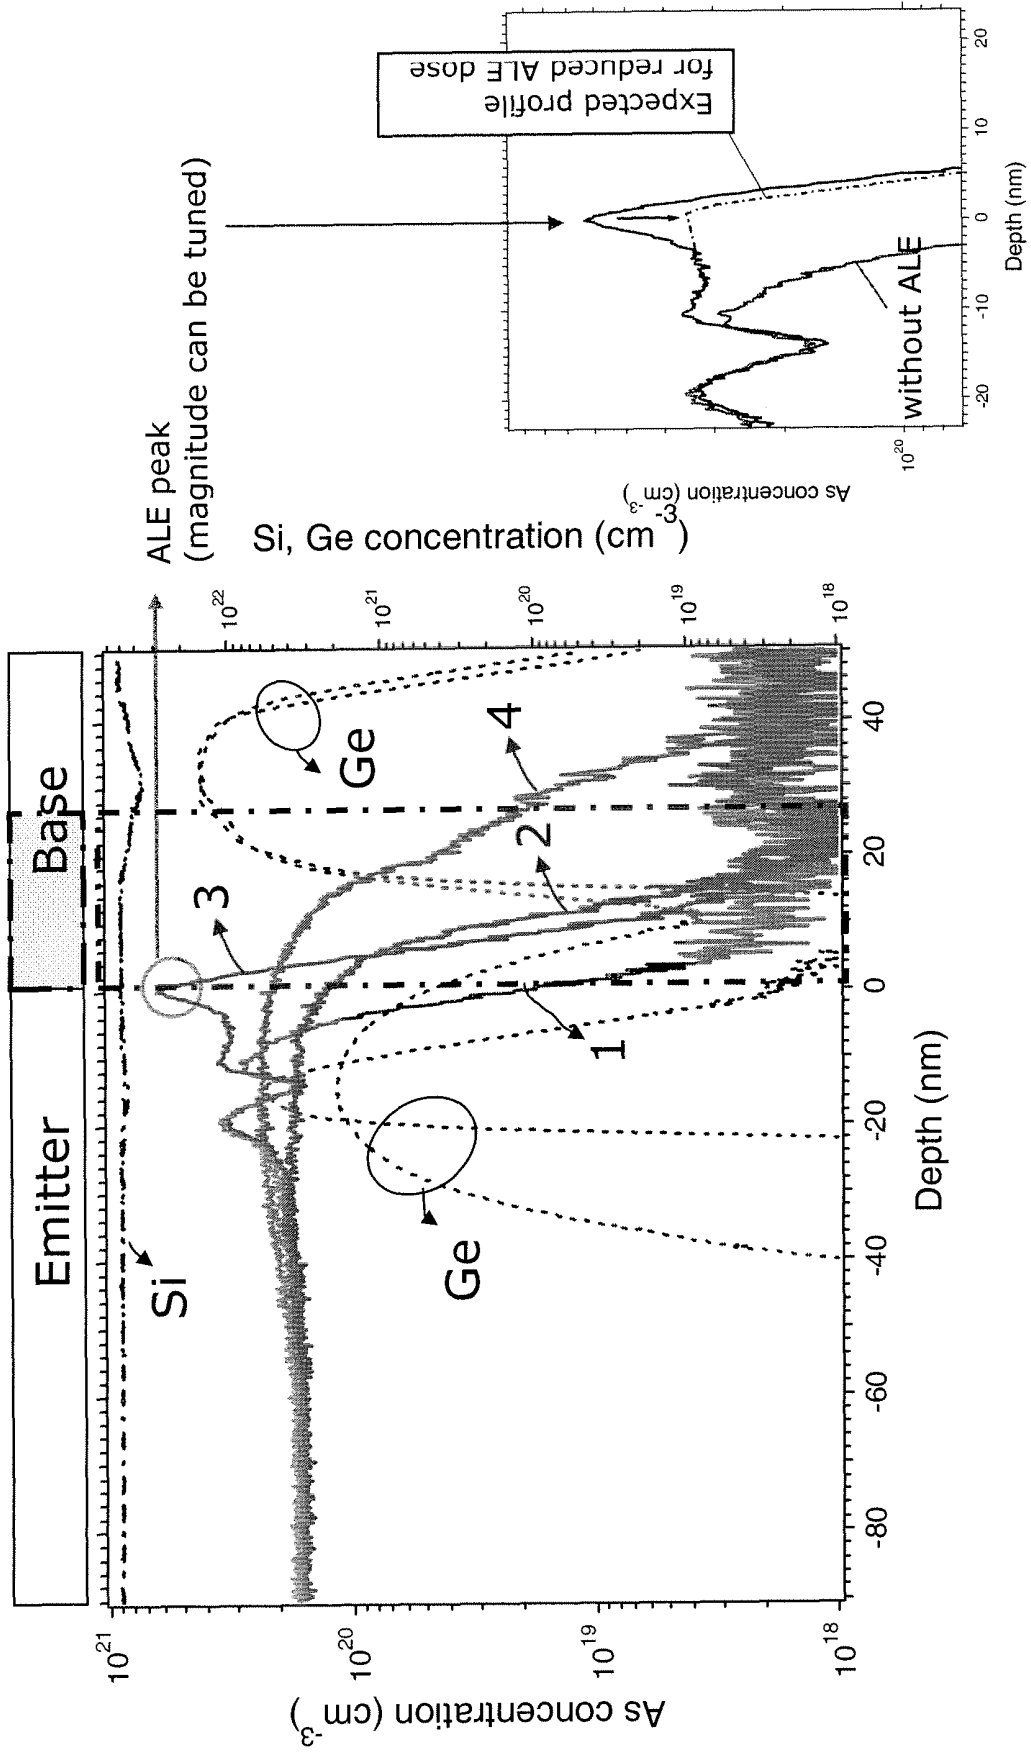 Emitter
Base
Si
3
2
4
1
Ge
Ge
10^21
10^20
10^19
10^18
As concentration (cm^-3)
-80
-60
-40
-20
0
20
40
Depth (nm)
10^22
10^21
10^20
10^19
10^18
Si, Ge concentration (cm^-3)
ALE peak
(magnitude can be tuned)
Expected profile
for reduced ALE dose
without ALE
10^20
As concentration (cm^-3)
-20
-10
0
10
20
Depth (nm)